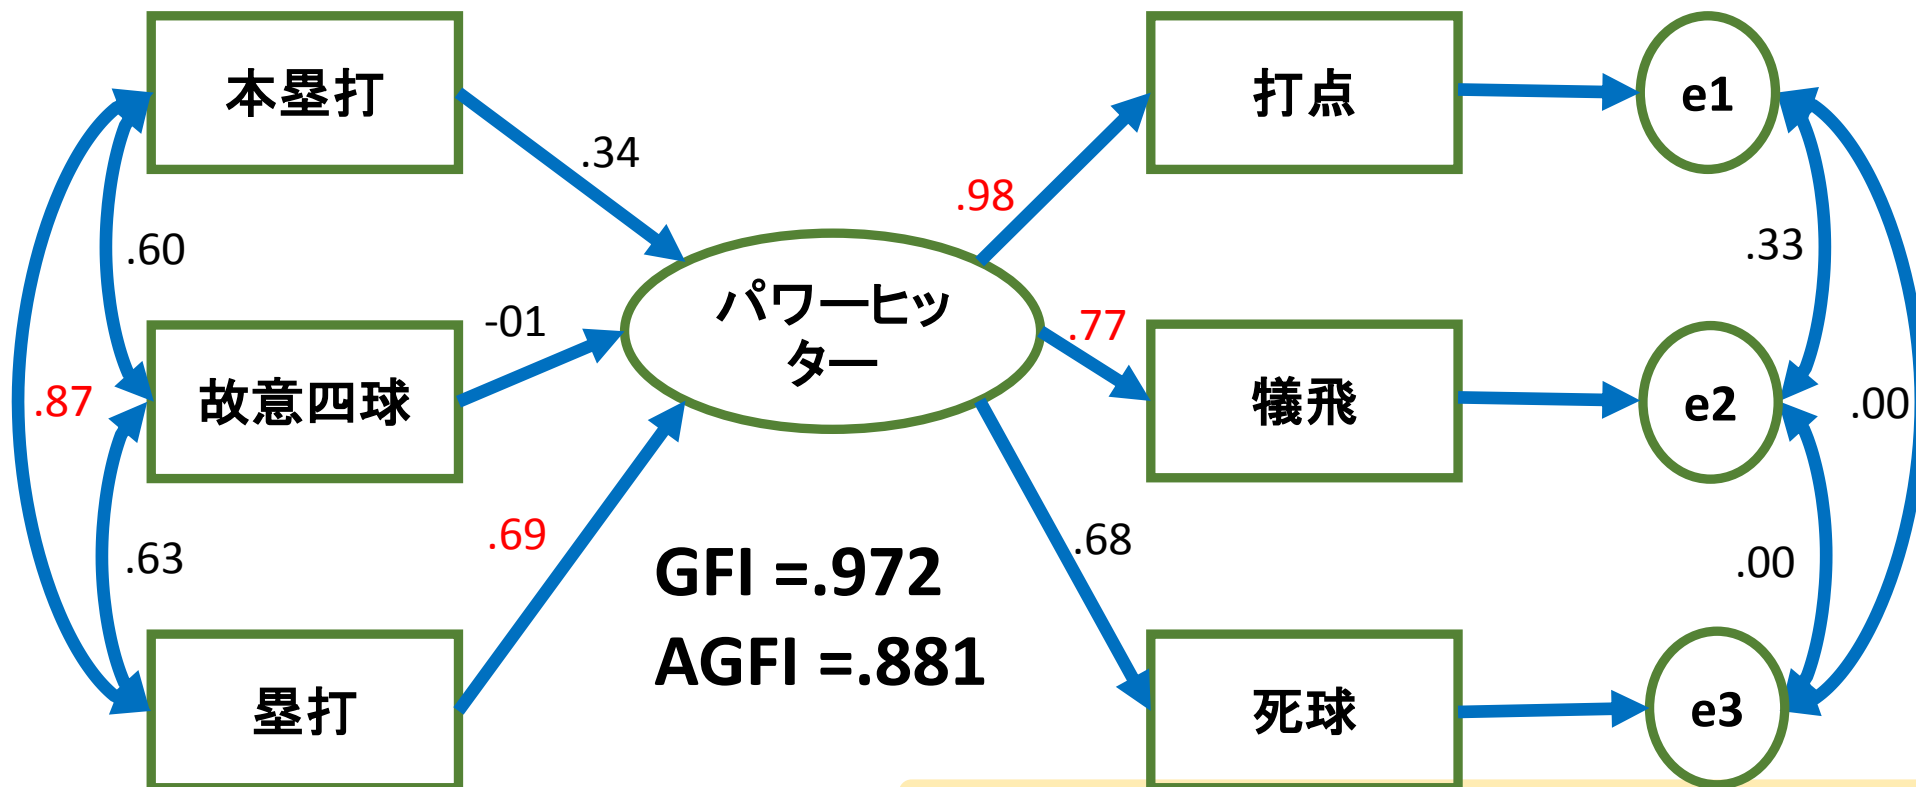 本塁打
打点
e1
.34
.98
.60
.33
パワーヒッ
ター
-01
.77
.87
故意四球
犠飛
e2
.00
.69
.68
.63
.00
GFI =.972
AGFI =.881
塁打
死球
e3